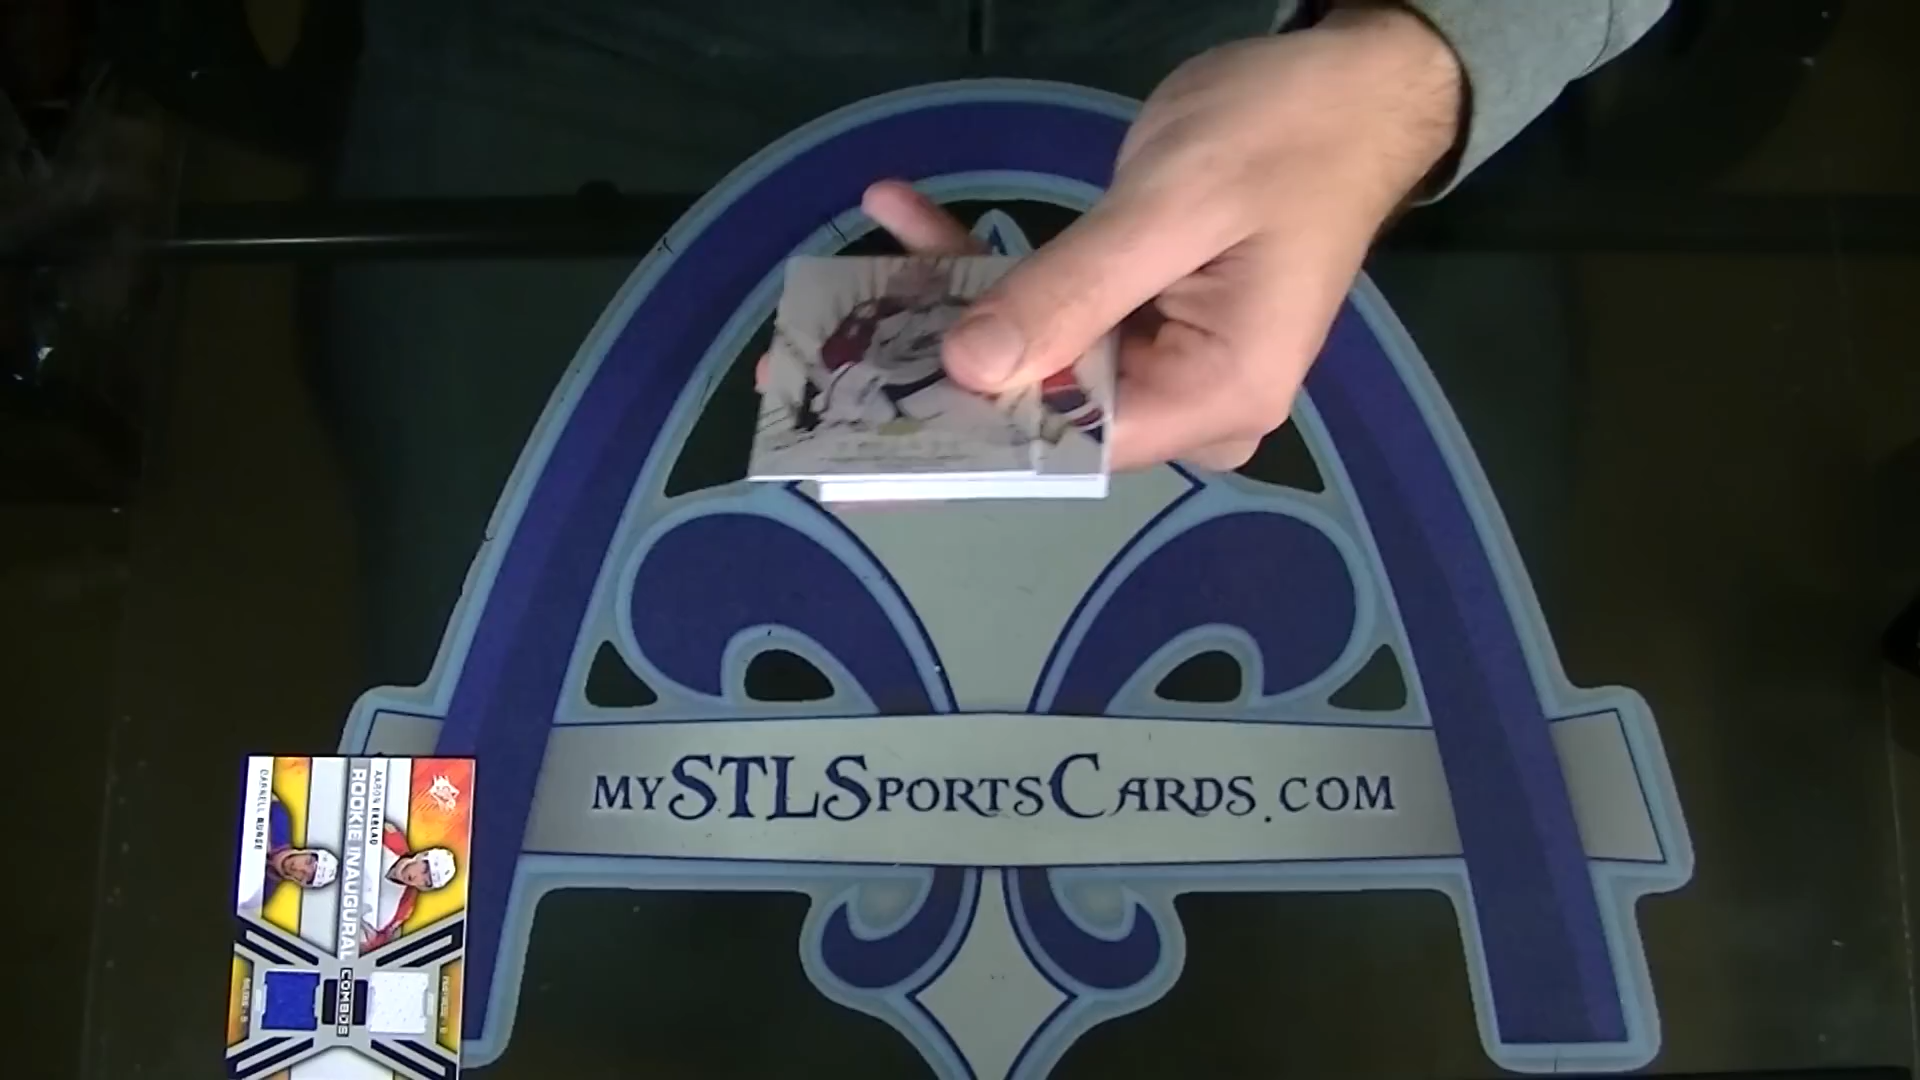 mySTLSportsCards.com
AARON EKBLAD
ROOKIE INAUGURAL
COMBOS
DARNELL NURSE